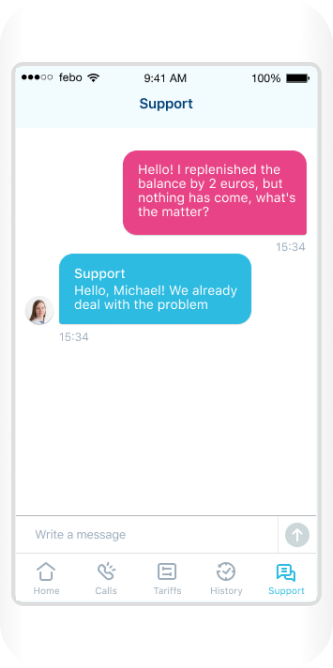 febo 9:41 AM 100%
Support
Hello! I replenished the
balance by 2 euros, but
nothing has come, what's
the matter?
15:34
Support
Hello, Michael! We already
deal with the problem
15:34
Write a message
Home Calls Tariffs History Support